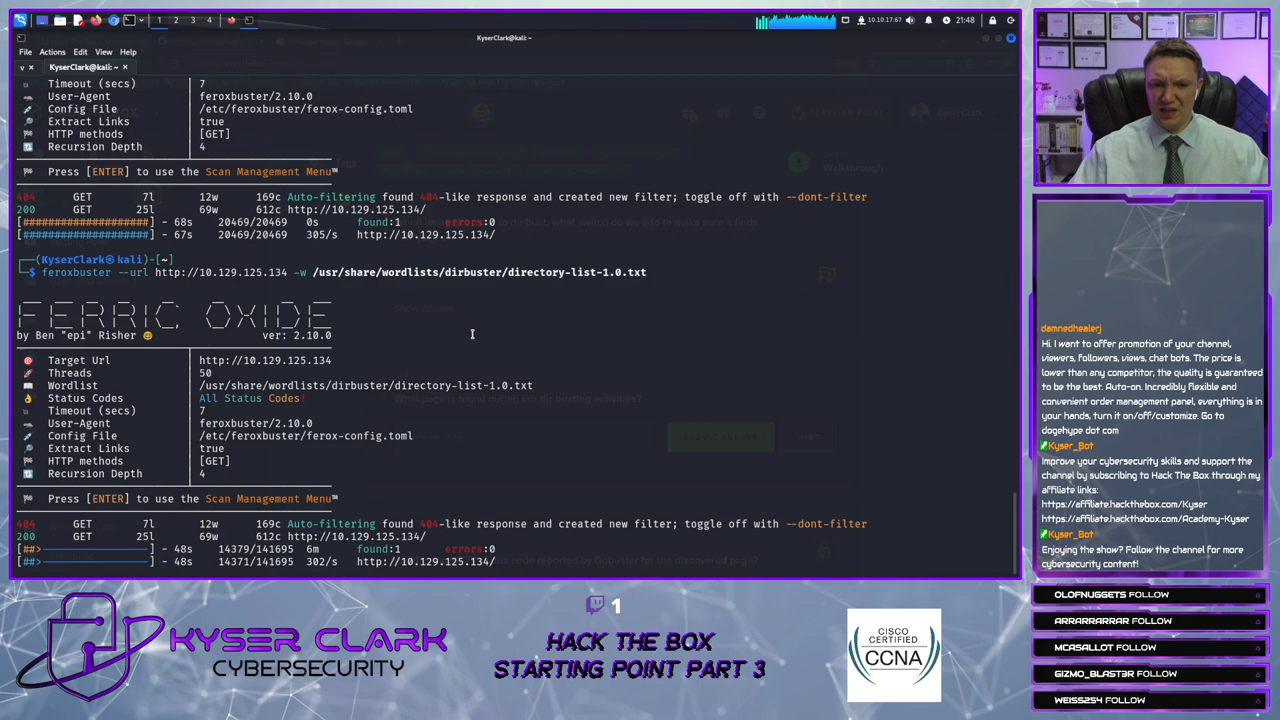 1 2 3 4
10.10.17.67
21:48
KyserClark@kali: ~
File Actions Edit View Help
KyserClark@kali: ~
Timeout (secs) 7
User-Agent feroxbuster/2.10.0
Config File /etc/feroxbuster/ferox-config.toml
Extract Links true
HTTP methods [GET]
Recursion Depth 4
Press [ENTER] to use the Scan Management Menu™
404 GET 7l 12w 169c Auto-filtering found 404-like response and created new filter; toggle off with --dont-filter
200 GET 25l 69w 612c http://10.129.125.134/
[####################] - 68s 20469/20469 0s found:1 errors:0
[####################] - 67s 20469/20469 305/s http://10.129.125.134/
┌──(KyserClark㉿kali)-[~]
└─$ feroxbuster --url http://10.129.125.134 -w /usr/share/wordlists/dirbuster/directory-list-1.0.txt
FERRIC OXIDE
by Ben "epi" Risher 🤓 ver: 2.10.0
Target Url http://10.129.125.134
Threads 50
Wordlist /usr/share/wordlists/dirbuster/directory-list-1.0.txt
Status Codes All Status Codes!
Timeout (secs) 7
User-Agent feroxbuster/2.10.0
Config File /etc/feroxbuster/ferox-config.toml
Extract Links true
HTTP methods [GET]
Recursion Depth 4
Press [ENTER] to use the Scan Management Menu™
404 GET 7l 12w 169c Auto-filtering found 404-like response and created new filter; toggle off with --dont-filter
200 GET 25l 69w 612c http://10.129.125.134/
[##>-----------------] - 48s 14379/141695 6m found:1 errors:0
[##>-----------------] - 48s 14371/141695 302/s http://10.129.125.134/
Walkthrough
damnedhealerj
Hi. I want to offer promotion of your channel,
viewers, followers, views, chat bots. The price is
lower than any competitor, the quality is guaranteed
to be the best. Auto-on. Incredibly flexible and
convenient order management panel, everything is in
your hands, turn it on/off/customize. Go to
dogehype dot com
Kyser_Bot
Improve your cybersecurity skills and support the
channel by subscribing to Hack The Box through my
affiliate links:
https://affiliate.hackthebox.com/Kyser
https://affiliate.hackthebox.com/Academy-Kyser
Kyser_Bot
Enjoying the show? Follow the channel for more
cybersecurity content!
OLOFNUGGETS FOLLOW
ARRARRARRAR FOLLOW
MCASALLOT FOLLOW
GIZMO_BLAST3R FOLLOW
WEISS254 FOLLOW
KYSER CLARK
CYBERSECURITY
1
HACK THE BOX
STARTING POINT PART 3
CISCO
CERTIFIED
CCNA